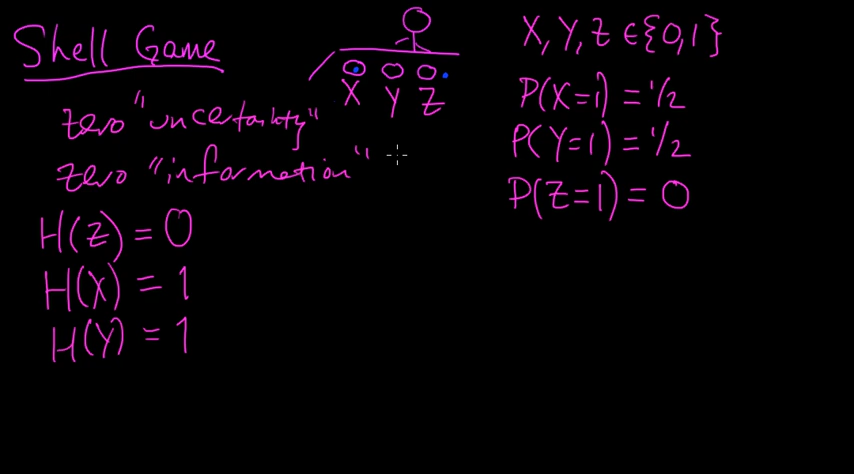 Shell Game
X Y Z
zero "uncertainty"
zero "information"
H(Z) = 0
H(X) = 1
H(Y) = 1
X, Y, Z ∈ {0,1}
P(X=1) = 1/2
P(Y=1) = 1/2
P(Z=1) = 0